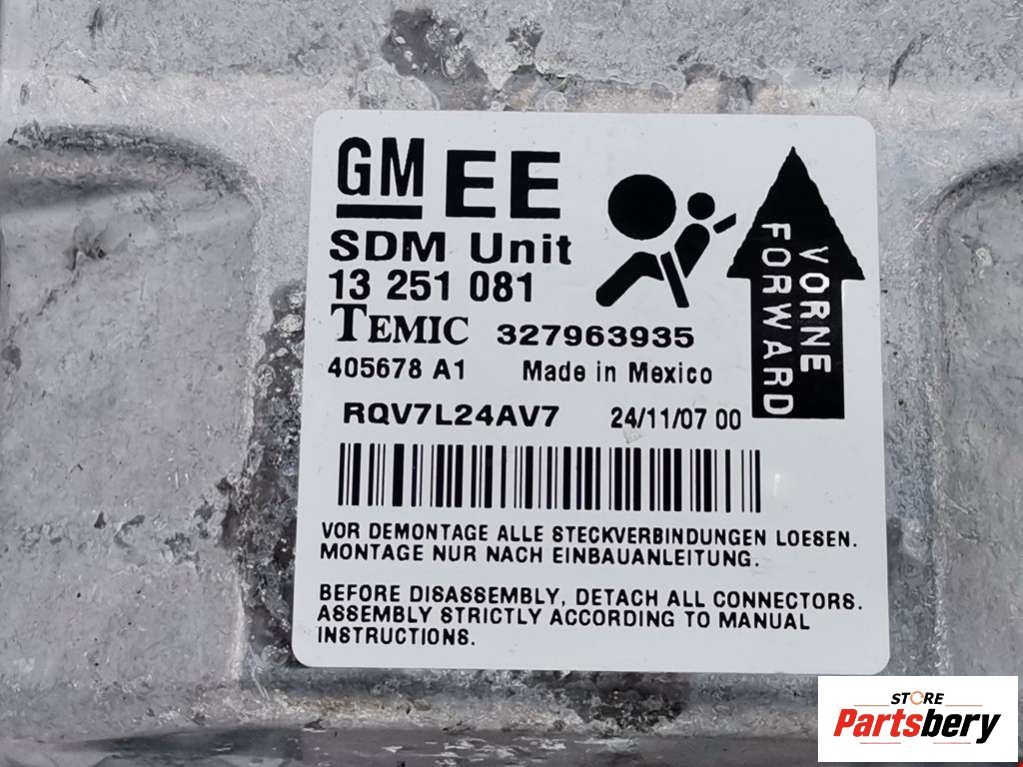 GM EE
SDM Unit
13 251 081
TEMIC 327963935
405678 A1 Made in Mexico
RQV7L24AV7 24/11/07 00
VORNE
FORWARD
VOR DEMONTAGE ALLE STECKVERBINDUNGEN LOESEN.
MONTAGE NUR NACH EINBAUANLEITUNG.
BEFORE DISASSEMBLY, DETACH ALL CONNECTORS.
ASSEMBLY STRICTLY ACCORDING TO MANUAL
INSTRUCTIONS.
STORE
Partsbery